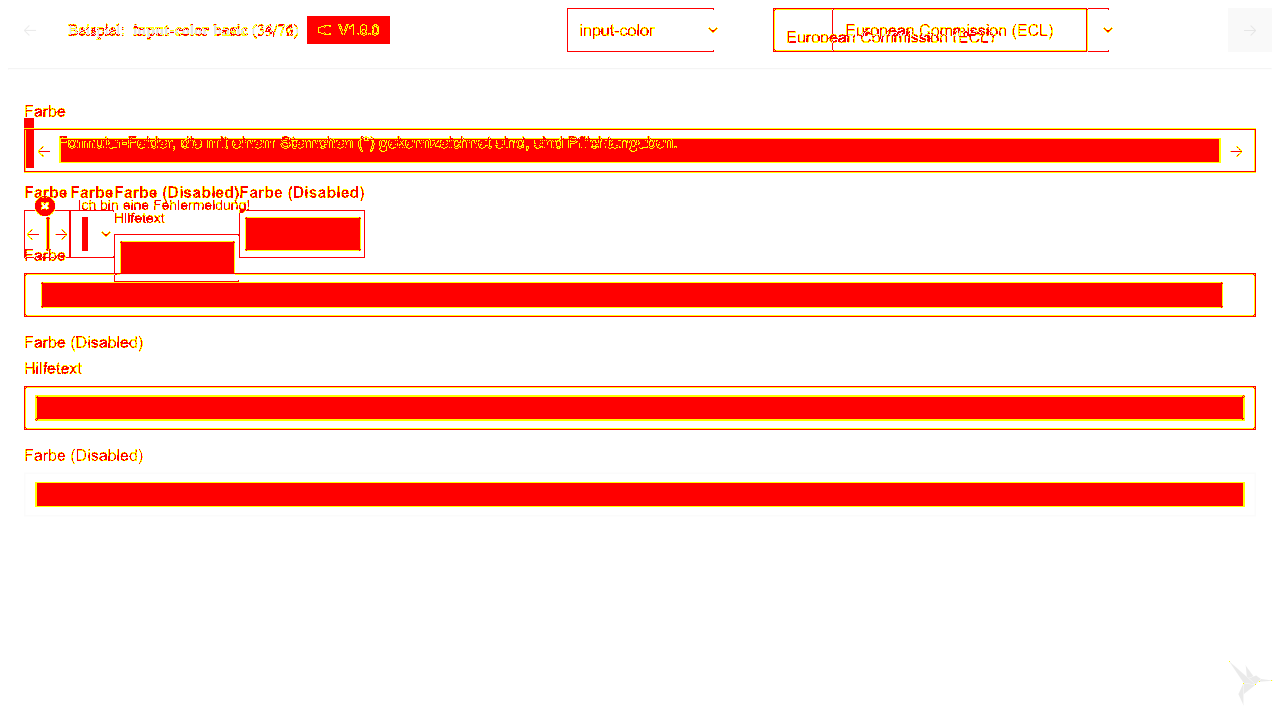 Beispiel: input-color basic (34/76) V1.6.0 input-color European Commission (ECL)
European Commission (ECL)
Farbe
Formular-Felder, die mit einem Sternchen (*) gekennzeichnet sind, sind Pflichtangaben.
Farbe Farbe Farbe (Disabled) Farbe (Disabled)
Ich bin eine Fehlermeldung!
Hilfetext
Farbe
Farbe (Disabled)
Hilfetext
Farbe (Disabled)